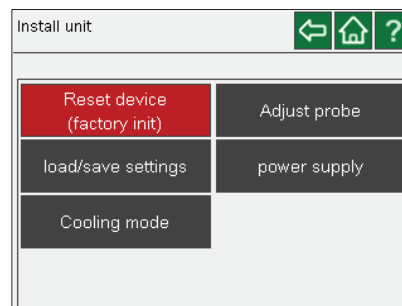 Install unit
?
Reset device
(factory init)
Adjust probe
load/save settings
power supply
Cooling mode